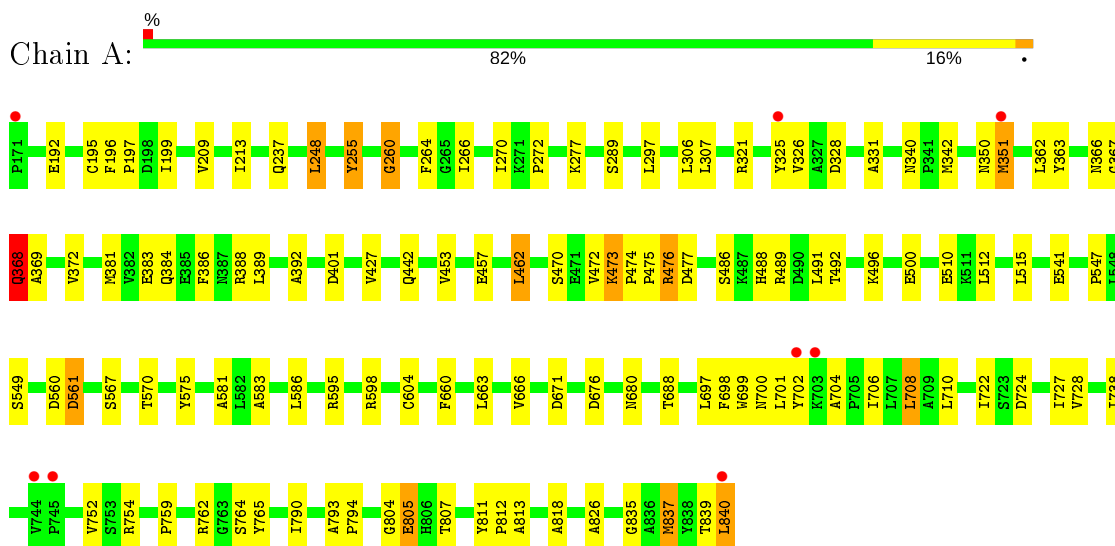 %
Chain A:
82% 16% •
P171 E192 C195 F196 P197 D198 I199 V209 I213 Q237 L248 Y255 G260 F264 G265 I266 I270 K271 P272 K277 S289 L297 L306 L307 R321 Y325 V326 A327 D328 A331 N340 P341 M342 N350 M351 L362 Y363 N366 G367
Q368 A369 V372 M381 V382 E383 Q384 E385 F386 N387 R388 L389 A392 D401 V427 Q442 V453 E457 L462 S470 E471 V472 K473 P474 P475 R476 D477 S486 K487 H488 R489 D490 L491 T492 K496 E500 E510 K511 L512 L515 E541 P547 L548
S549 D560 D561 S567 T570 Y575 A581 L582 A583 L586 R595 R598 C604 F660 L663 V666 D671 D676 N680 T688 L697 F698 W699 N700 L701 Y702 K703 A704 P705 I706 L707 L708 A709 L710 I722 S723 D724 I727 V728 I738
V744 P745 V752 S753 R754 P759 R762 G763 S764 Y765 I790 A793 P794 G804 E805 H806 T807 Y811 P812 A813 A818 A826 G835 A836 M837 Y838 T839 L840